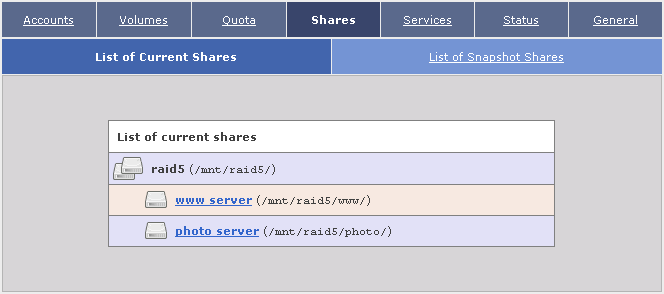 Accounts Volumes Quota Shares Services Status General
List of Current Shares List of Snapshot Shares
List of current shares
raid5 (/mnt/raid5/)
www server (/mnt/raid5/www/)
photo server (/mnt/raid5/photo/)